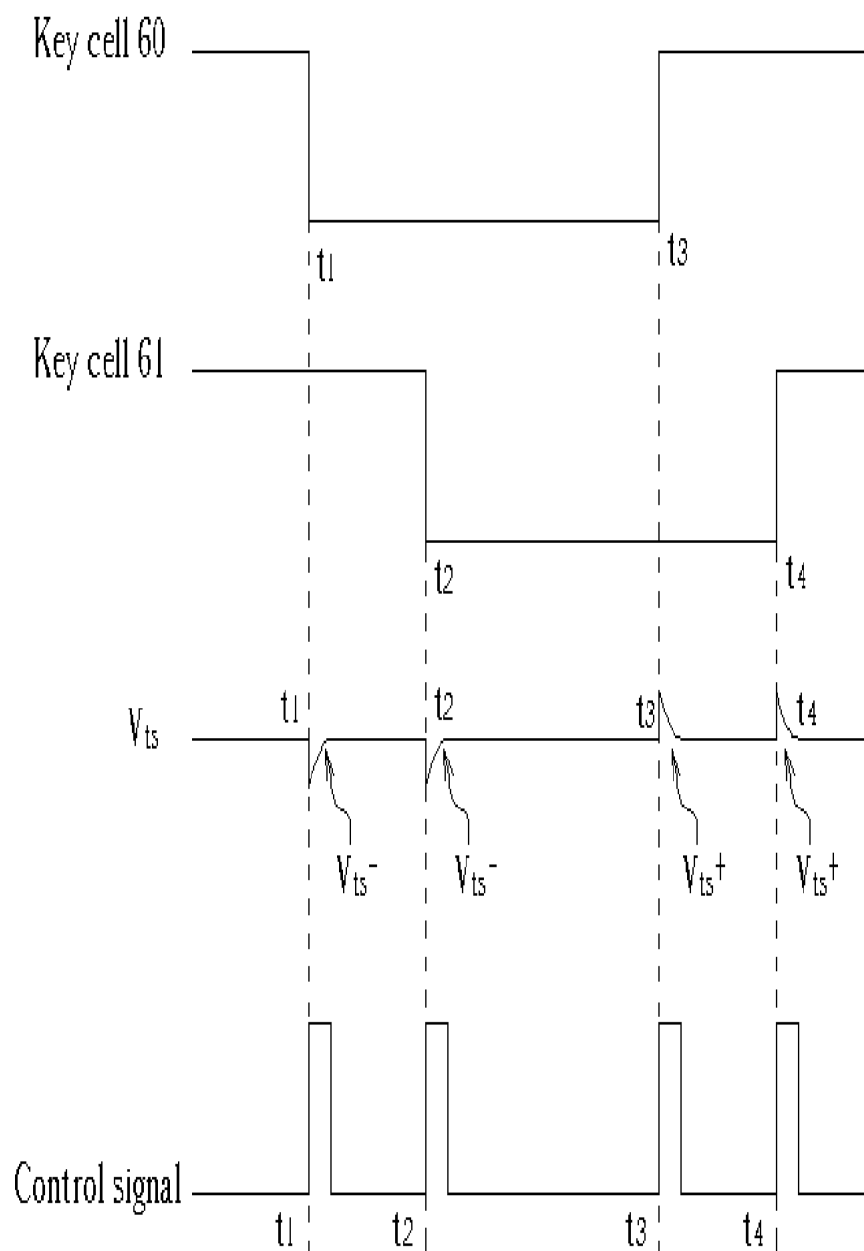 Key cell 60
t1
t3
Key cell 61
t2
t4
Vts
t1
t2
t3
t4
Vts-
Vts-
Vts+
Vts+
Control signal
t1
t2
t3
t4